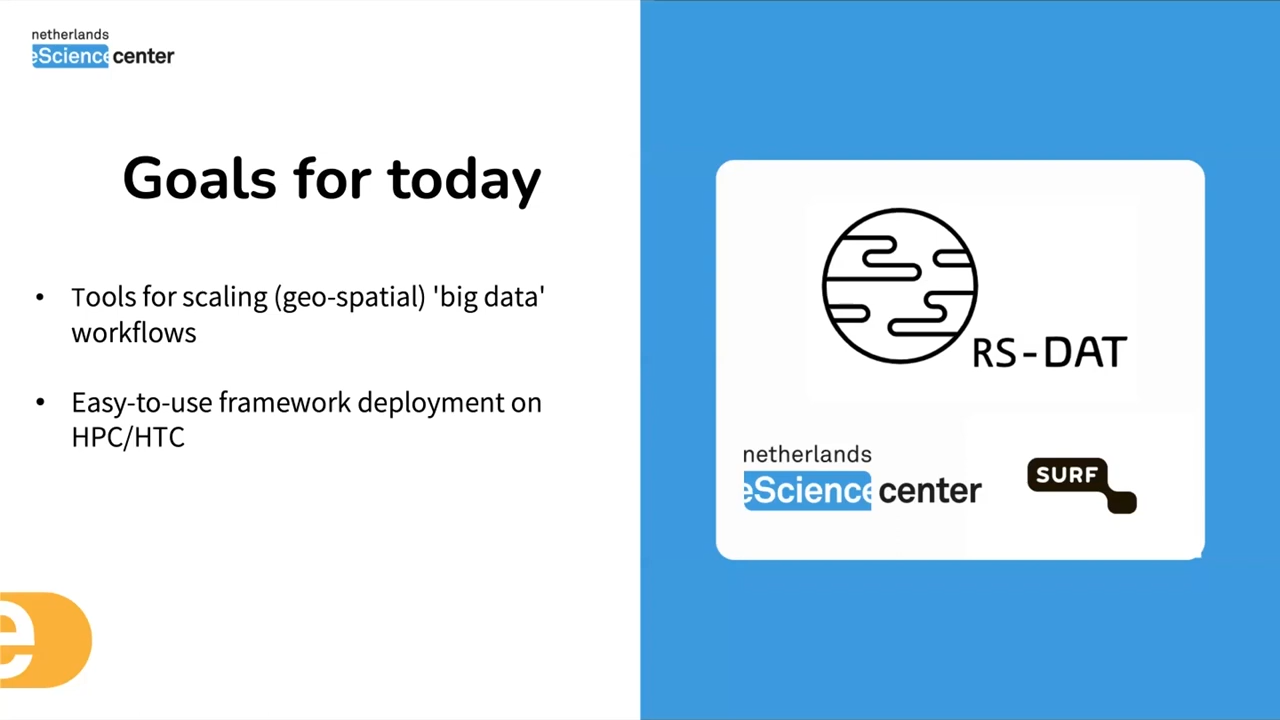 netherlands
eScience center
Goals for today
• Tools for scaling (geo-spatial) 'big data'
workflows
• Easy-to-use framework deployment on
HPC/HTC
e
RS-DAT
netherlands
eScience center
SURF